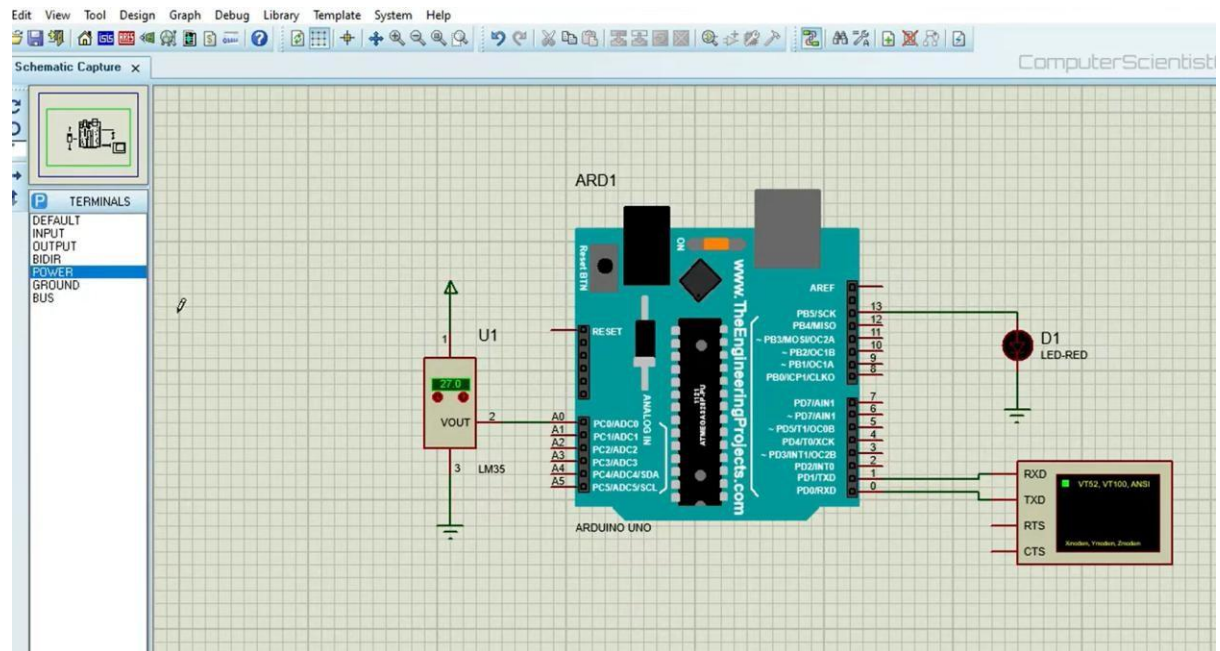 Edit View Tool Design Graph Debug Library Template System Help
Schematic Capture x
ComputerScientist
P TERMINALS
DEFAULT
INPUT
OUTPUT
BIDIR
POWER
GROUND
BUS
ARD1
ON
Reset BTN
www.TheEngineeringProjects.com
AREF
RESET
PB5/SCK 13
PB4/MISO 12
~ PB3/MOSI/OC2A 11
~ PB2/OC1B 10
~ PB1/OC1A 9
PB0/ICP1/CLKO 8
PD7/AIN1 7
~ PD7/AIN1 6
~ PD5/T1/OC0B 5
PD4/T0/XCK 4
~ PD3/INT1/OC2B 3
PD2/INT0 2
PD1/TXD 1
PD0/RXD 0
ANALOG IN
1121
ATMEGA328P-PU
A0 PC0/ADC0
A1 PC1/ADC1
A2 PC2/ADC2
A3 PC3/ADC3
A4 PC4/ADC4/SDA
A5 PC5/ADC5/SCL
ARDUINO UNO
1
U1
27.0
VOUT
2
3
LM35
D1
LED-RED
RXD
TXD
RTS
CTS
VT52, VT100, ANSI
Xmodem, Ymodem, Zmodem